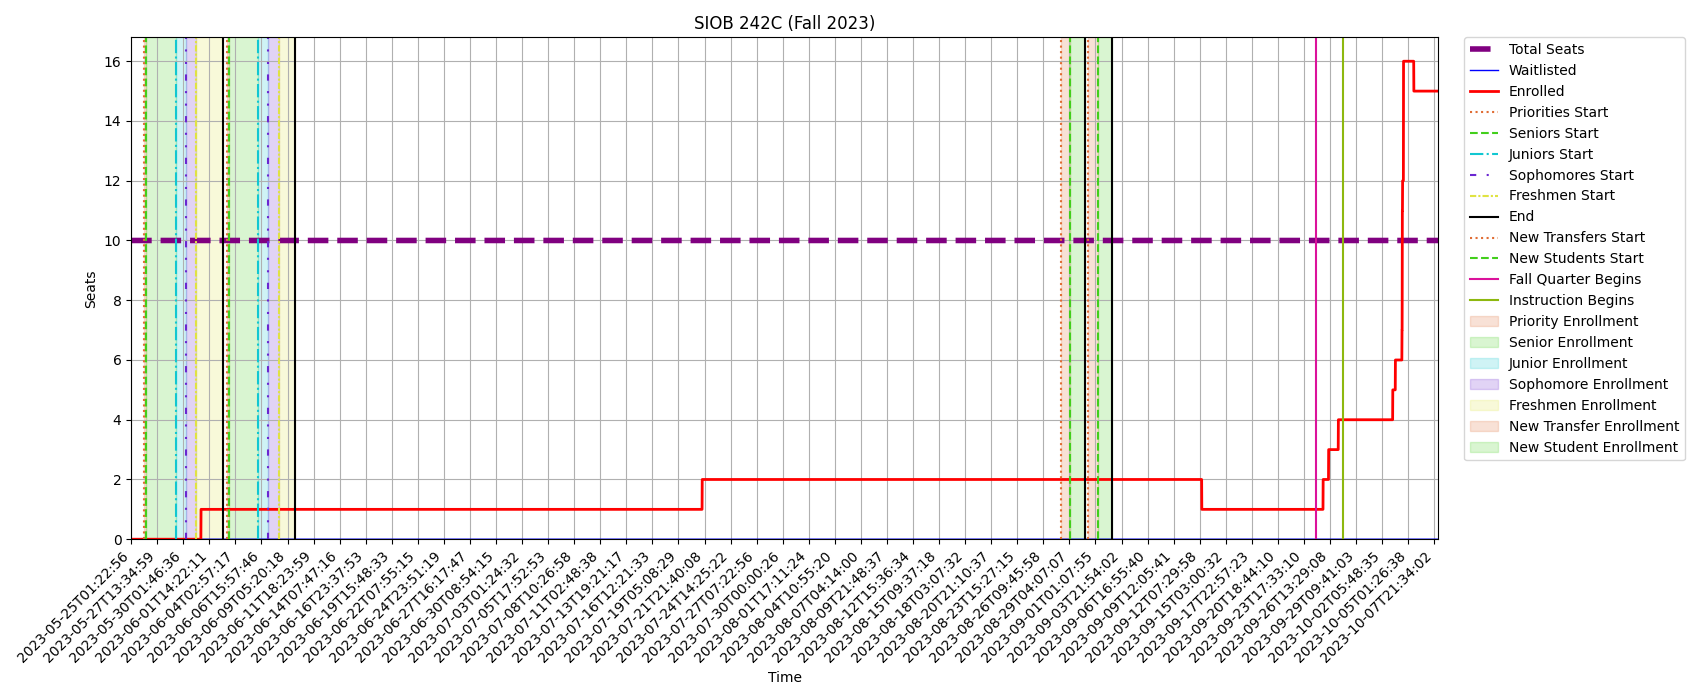 SIOB 242C (Fall 2023)
Seats
16
14
12
10
8
6
4
2
0
2023-05-25T01:22:56
2023-05-27T13:34:59
2023-05-30T01:46:36
2023-06-01T14:22:11
2023-06-04T02:57:17
2023-06-06T15:57:46
2023-06-09T05:20:18
2023-06-11T18:23:59
2023-06-14T07:47:16
2023-06-16T23:37:53
2023-06-19T15:48:33
2023-06-22T07:55:15
2023-06-24T23:51:19
2023-06-27T16:17:47
2023-06-30T08:54:15
2023-07-03T01:24:32
2023-07-05T17:52:53
2023-07-08T10:26:58
2023-07-11T02:48:38
2023-07-13T19:21:17
2023-07-16T12:21:33
2023-07-19T05:08:29
2023-07-21T21:40:08
2023-07-24T14:25:22
2023-07-27T07:22:56
2023-07-30T00:00:26
2023-08-01T17:11:24
2023-08-04T10:55:20
2023-08-07T04:14:00
2023-08-09T21:48:37
2023-08-12T15:36:34
2023-08-15T09:37:18
2023-08-18T03:07:32
2023-08-20T21:10:37
2023-08-23T15:27:15
2023-08-26T09:45:58
2023-08-29T04:07:07
2023-09-01T01:07:55
2023-09-03T21:54:02
2023-09-06T16:55:40
2023-09-09T12:05:41
2023-09-12T07:29:58
2023-09-15T03:00:32
2023-09-17T22:57:23
2023-09-20T18:44:10
2023-09-23T17:33:10
2023-09-26T13:29:08
2023-09-29T09:41:03
2023-10-02T05:48:35
2023-10-05T01:26:38
2023-10-07T21:34:02
Time
Total Seats
Waitlisted
Enrolled
Priorities Start
Seniors Start
Juniors Start
Sophomores Start
Freshmen Start
End
New Transfers Start
New Students Start
Fall Quarter Begins
Instruction Begins
Priority Enrollment
Senior Enrollment
Junior Enrollment
Sophomore Enrollment
Freshmen Enrollment
New Transfer Enrollment
New Student Enrollment